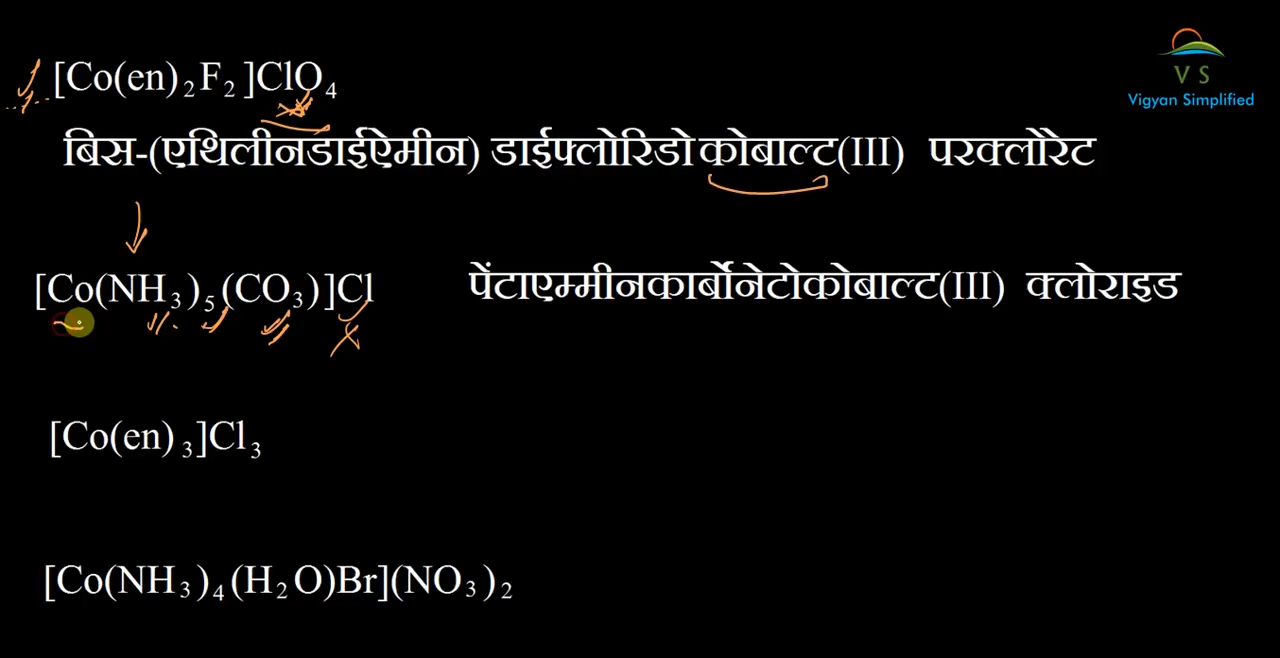 [Co(en)₂F₂]ClO₄
V S
Vigyan Simplified
बिस-(एथिलीनडाईऐमीन) डाईफ्लोरिडोकोबाल्ट(III) परक्लोरैट
[Co(NH₃)₅(CO₃)]Cl पेंटाएम्मीनकार्बोनेटोकोबाल्ट(III) क्लोराइड
[Co(en)₃]Cl₃
[Co(NH₃)₄(H₂O)Br](NO₃)₂